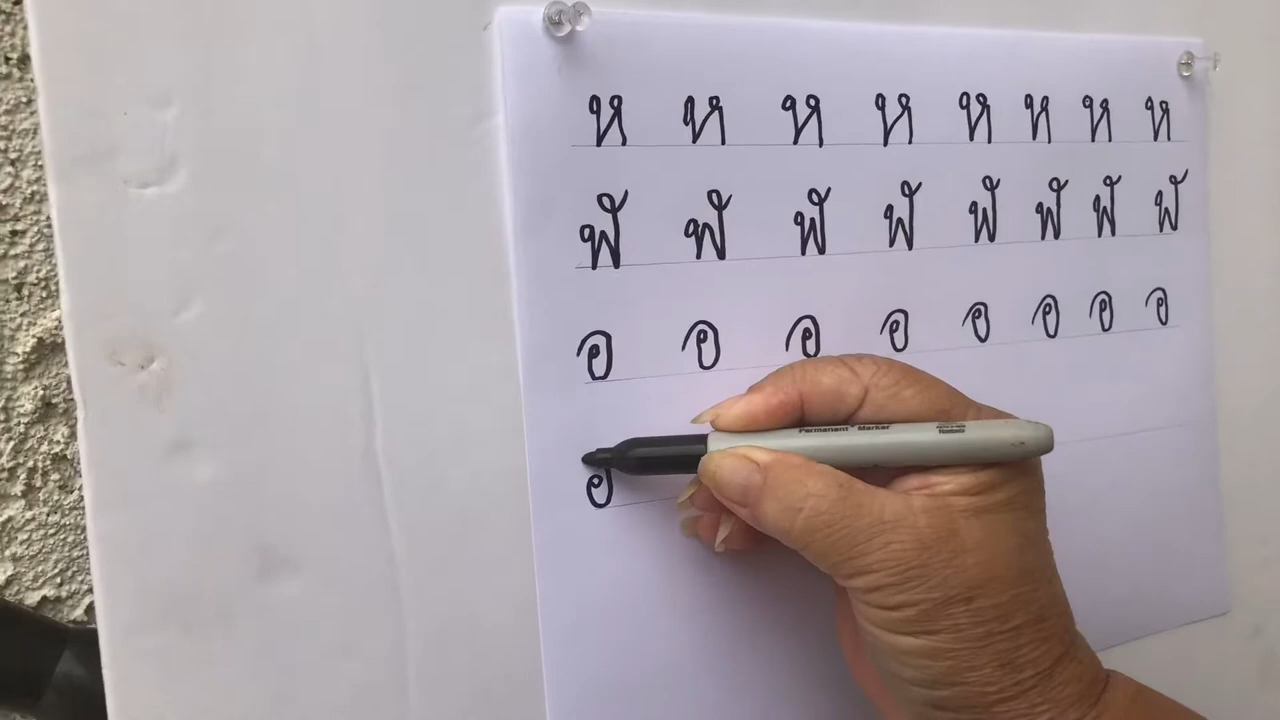 ห ห ห ห ห ห ห ห
ฬ ฬ ฬ ฬ ฬ ฬ ฬ ฬ
อ อ อ อ อ อ อ อ
Permanent Marker